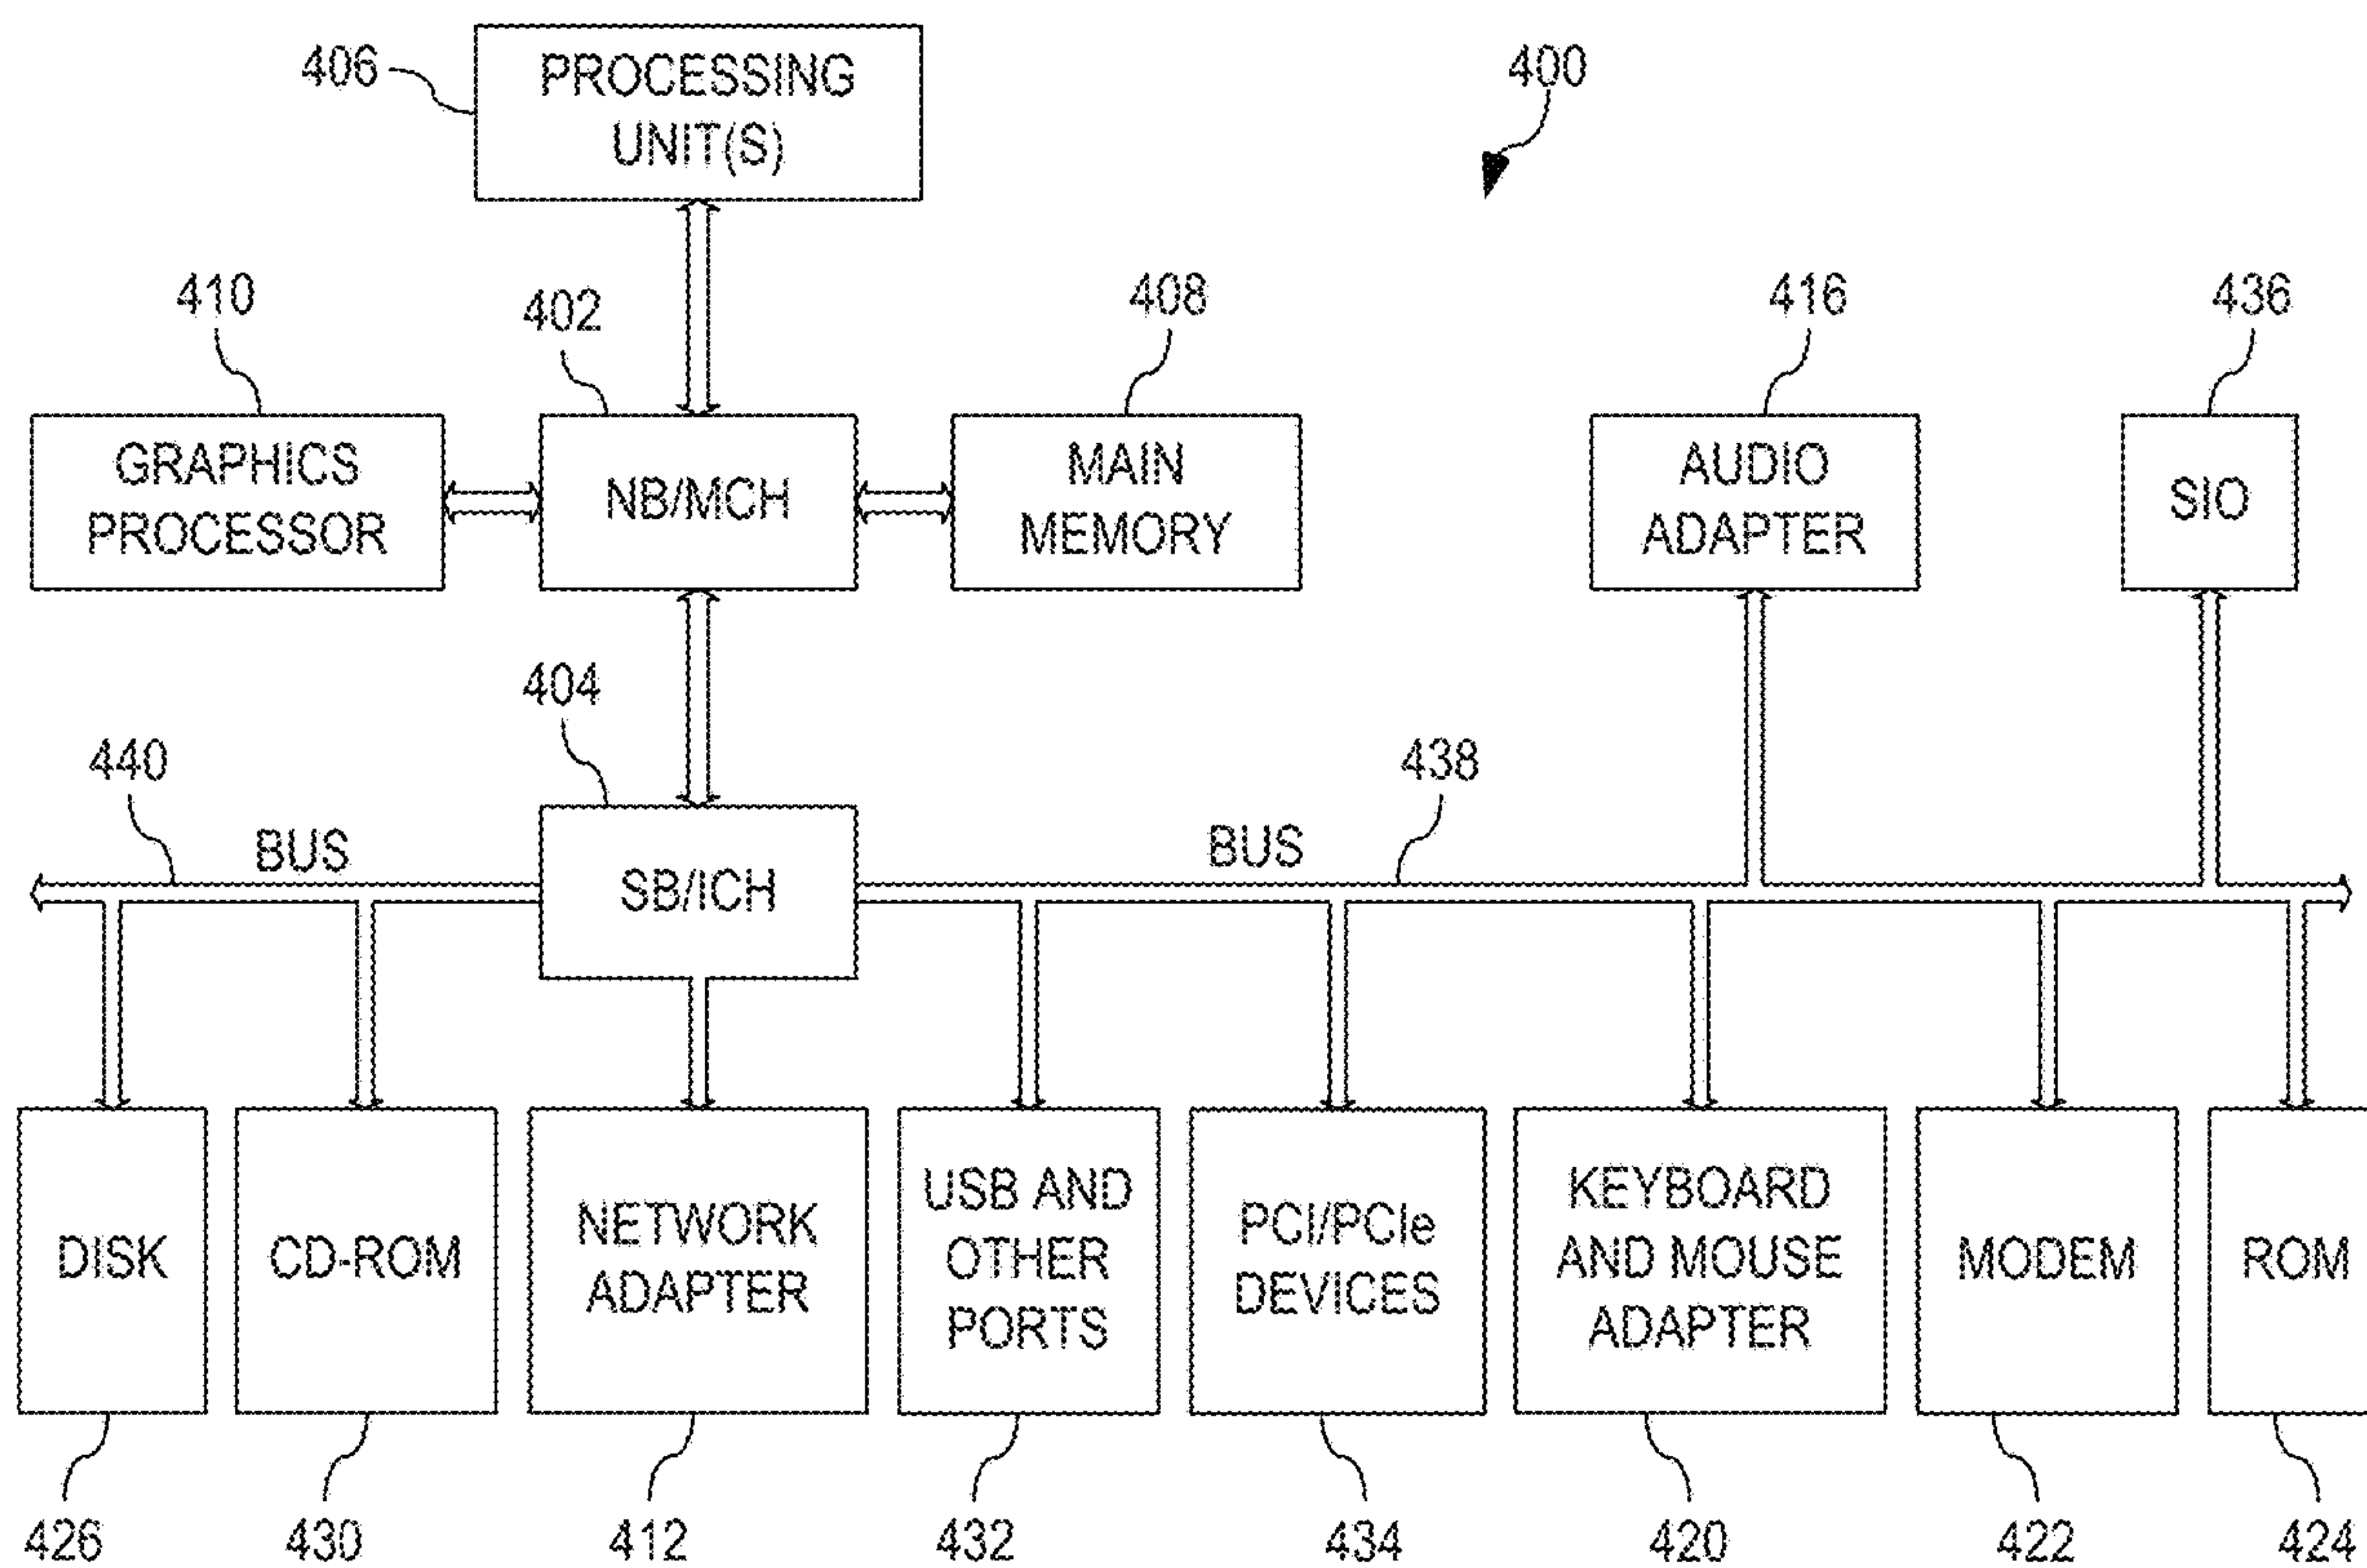 406
PROCESSING
UNIT(S)
400
410
402
408
416
436
GRAPHICS
PROCESSOR
NB/MCH
MAIN
MEMORY
AUDIO
ADAPTER
SIO
404
440
438
BUS
BUS
SB/ICH
DISK
CD-ROM
NETWORK
ADAPTER
USB AND
OTHER
PORTS
PCI/PCIe
DEVICES
KEYBOARD
AND MOUSE
ADAPTER
MODEM
ROM
426
430
412
432
434
420
422
424